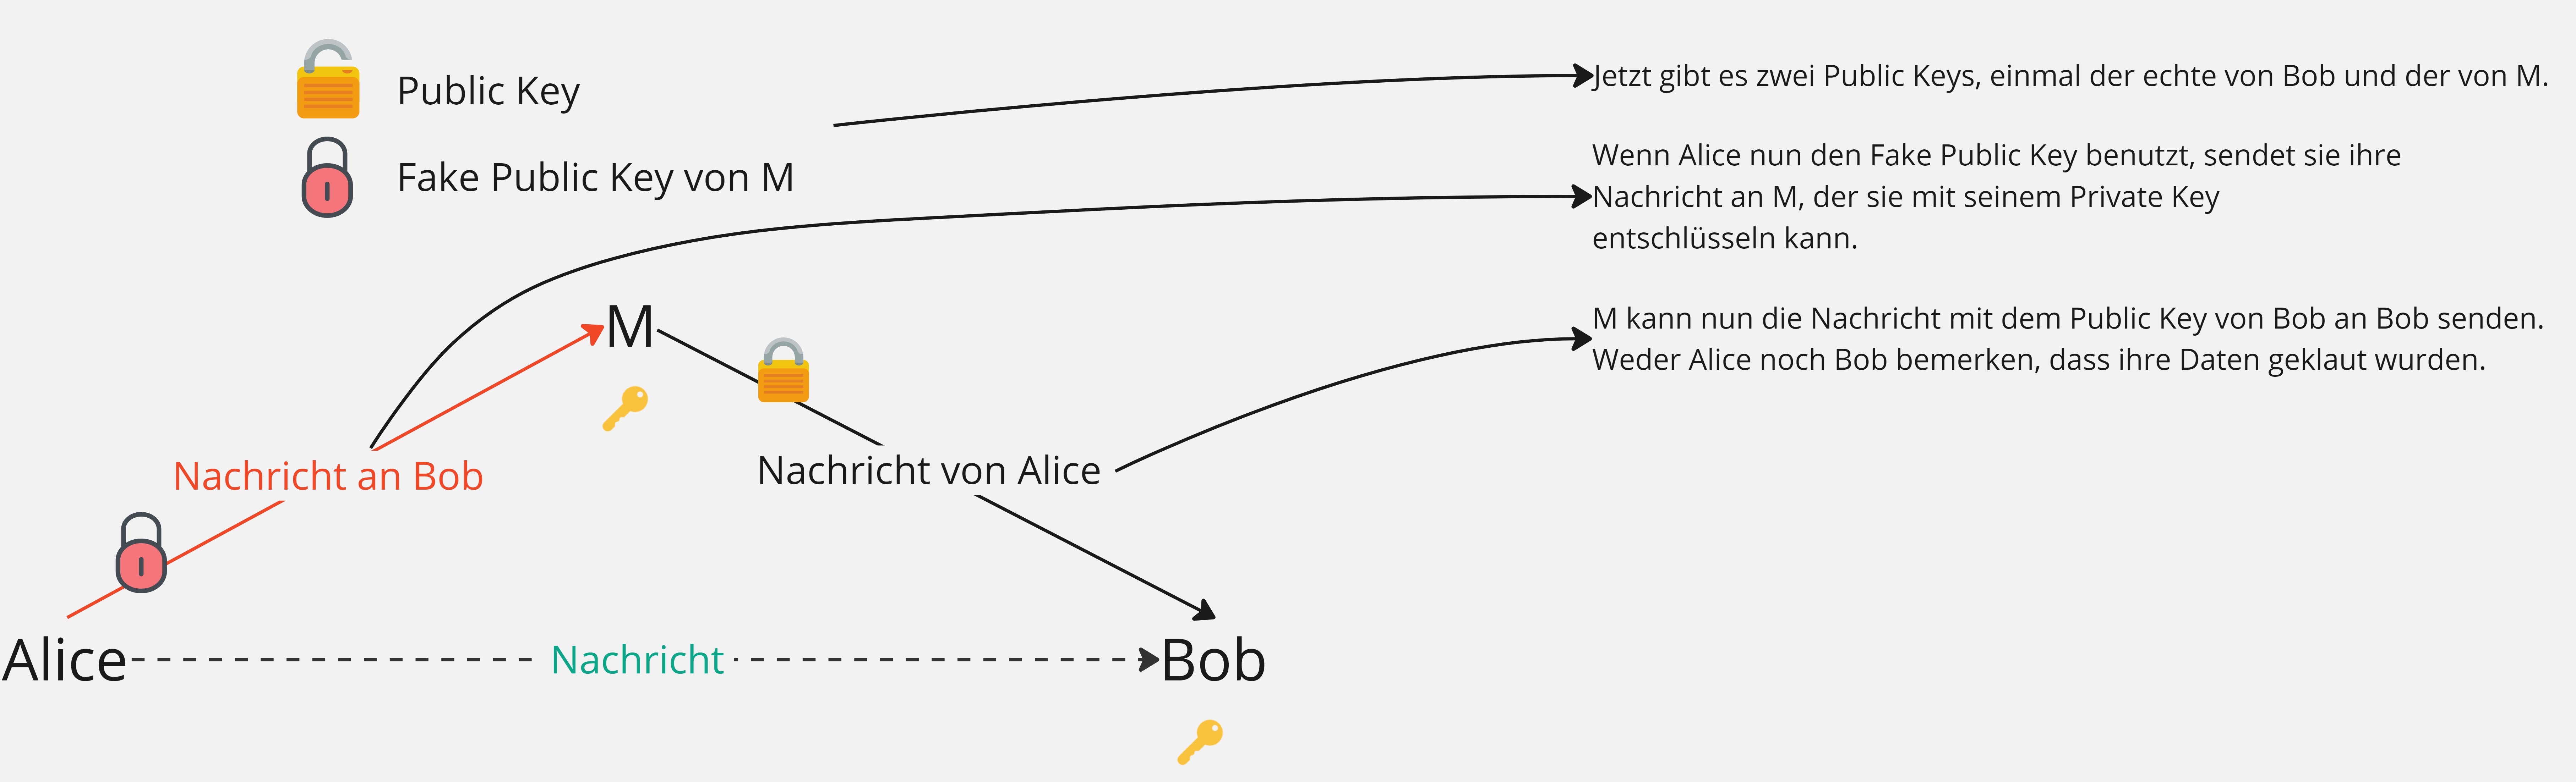 Public Key
Fake Public Key von M
Jetzt gibt es zwei Public Keys, einmal der echte von Bob und der von M.
Wenn Alice nun den Fake Public Key benutzt, sendet sie ihre
Nachricht an M, der sie mit seinem Private Key
entschlüsseln kann.
M kann nun die Nachricht mit dem Public Key von Bob an Bob senden.
Weder Alice noch Bob bemerken, dass ihre Daten geklaut wurden.
M
Nachricht an Bob
Nachricht von Alice
Alice
Nachricht
Bob